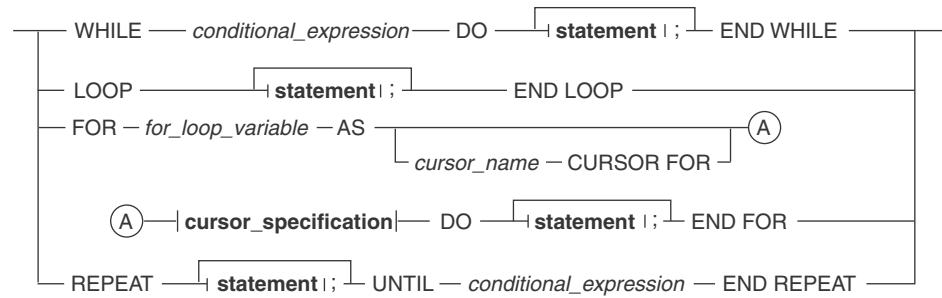 WHILE conditional_expression DO statement ; END WHILE
LOOP statement ; END LOOP
FOR for_loop_variable AS A
cursor_name CURSOR FOR
A cursor_specification DO statement ; END FOR
REPEAT statement ; UNTIL conditional_expression END REPEAT